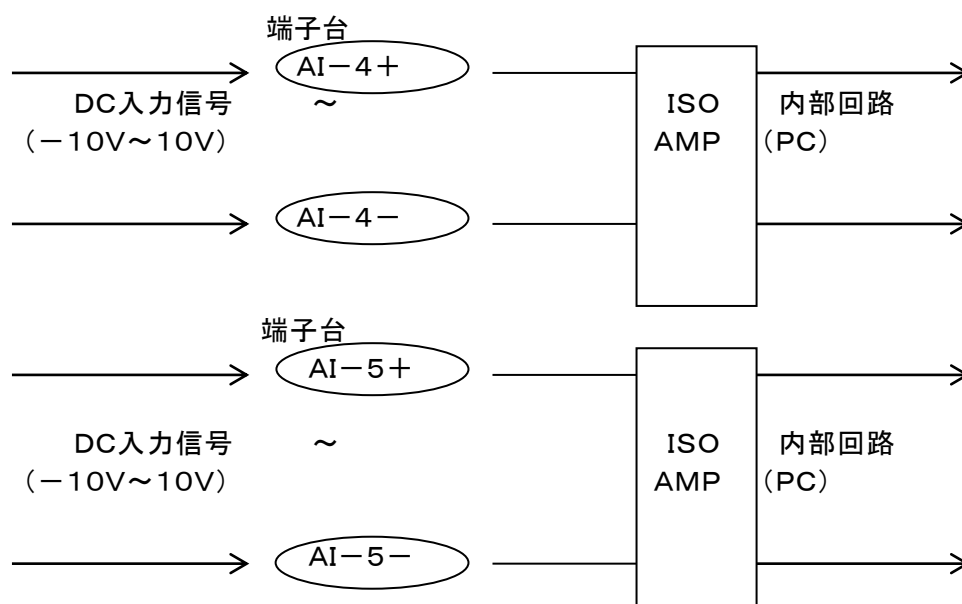 端子台
AI－4＋
DC入力信号 ～ ISO 内部回路
（－10V～10V） AMP （PC）
AI－4－
端子台
AI－5＋
DC入力信号 ～ ISO 内部回路
（－10V～10V） AMP （PC）
AI－5－